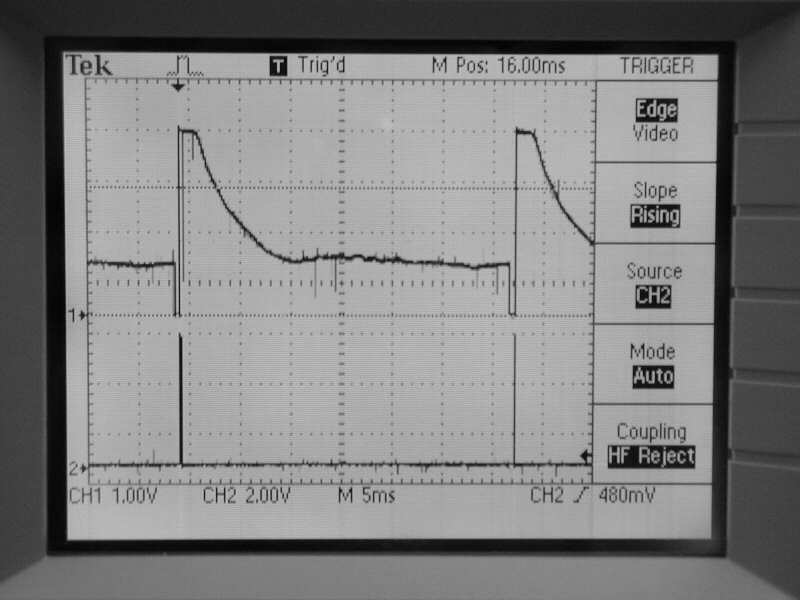 Tek T Trig'd M Pos: 16.00ms TRIGGER
Edge
Video
Slope
Rising
Source
CH2
Mode
Auto
Coupling
HF Reject
1
2
CH1 1.00V CH2 2.00V M 5ms CH2 480mV